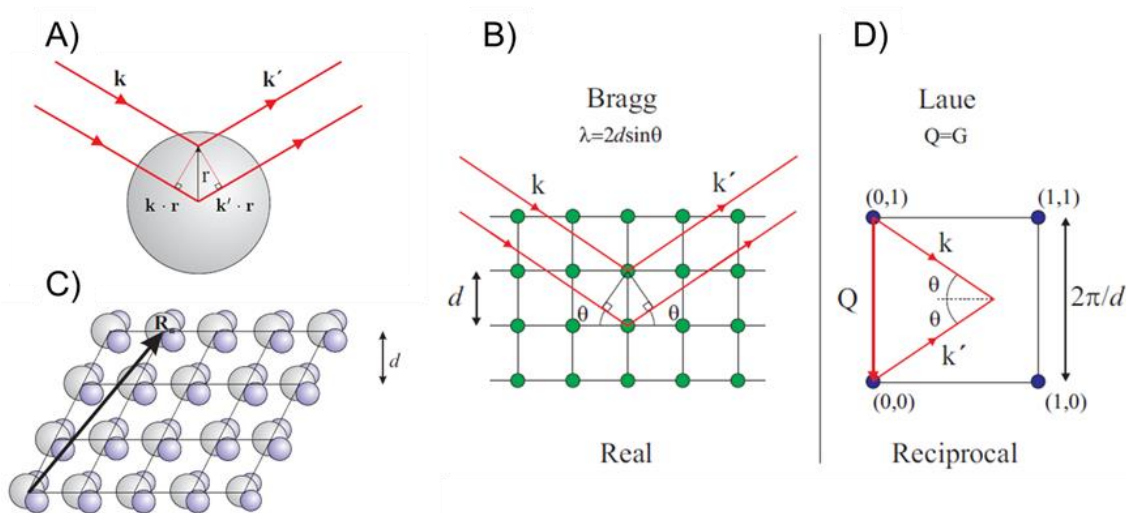 A)
k
k´
r
k · r
k′ · r
B)
Bragg
λ=2dsinθ
k
k´
d
θ
θ
Real
C)
d
D)
Laue
Q=G
(0,1)
(1,1)
k
Q
θ
θ
2π/d
k´
(0,0)
(1,0)
Reciprocal